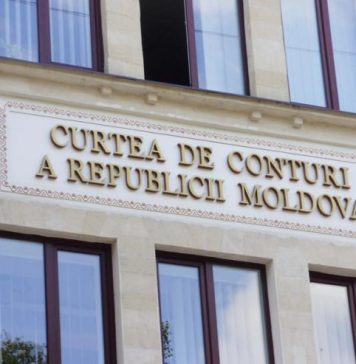 CURTEA DE CONTURI
A REPUBLICII MOLDOVA